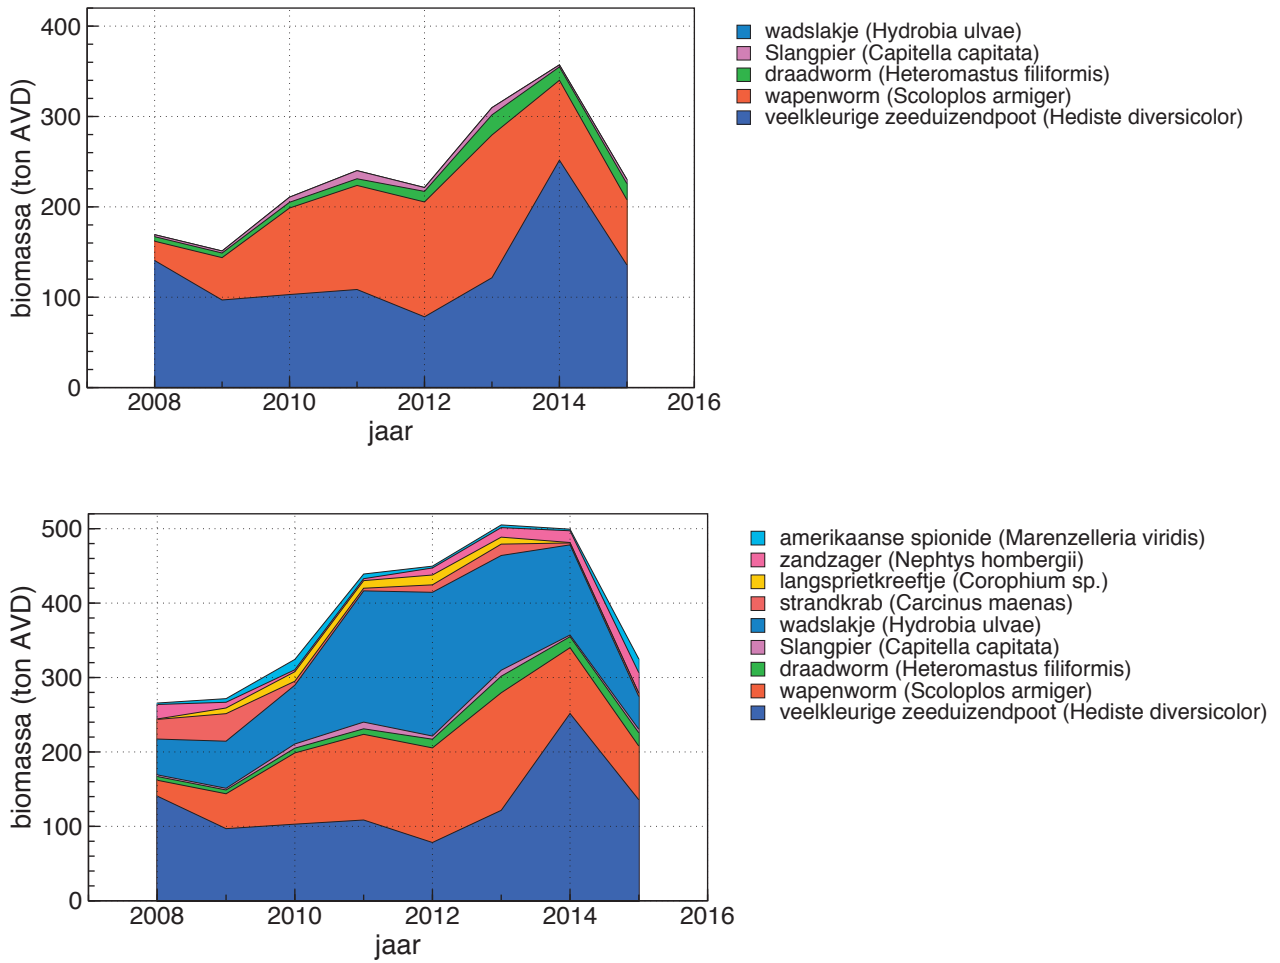 400
300
200
100
0
biomassa (ton AVD)
2008 2010 2012 2014 2016
jaar
wadslakje (Hydrobia ulvae)
Slangpier (Capitella capitata)
draadworm (Heteromastus filiformis)
wapenworm (Scoloplos armiger)
veelkleurige zeeduizendpoot (Hediste diversicolor)
500
400
300
200
100
0
biomassa (ton AVD)
2008 2010 2012 2014 2016
jaar
amerikaanse spionide (Marenzelleria viridis)
zandzager (Nephtys hombergii)
langsprietkreeftje (Corophium sp.)
strandkrab (Carcinus maenas)
wadslakje (Hydrobia ulvae)
Slangpier (Capitella capitata)
draadworm (Heteromastus filiformis)
wapenworm (Scoloplos armiger)
veelkleurige zeeduizendpoot (Hediste diversicolor)